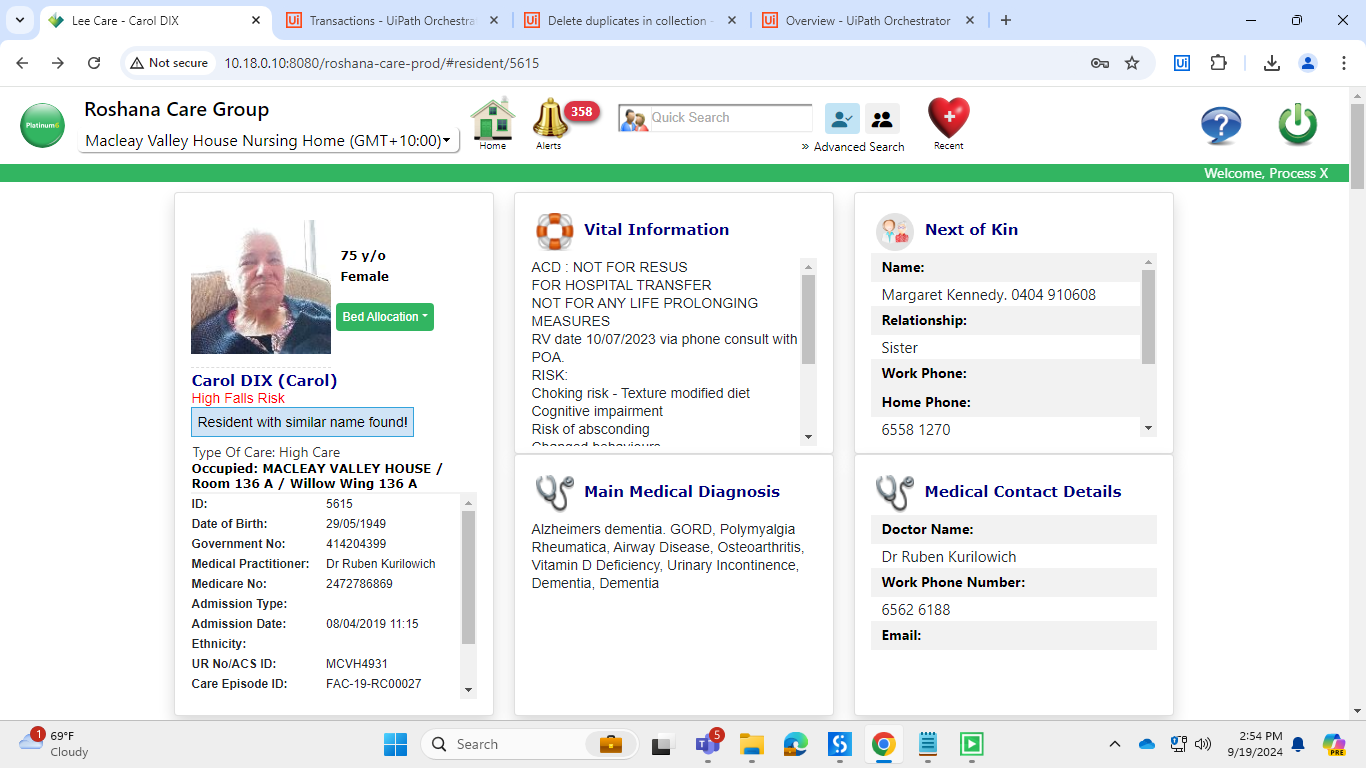 Lee Care - Carol DIX
Transactions - UiPath Orchestra
Delete duplicates in collection -
Overview - UiPath Orchestrator
Not secure
10.18.0.10:8080/roshana-care-prod/#resident/5615
Roshana Care Group
Macleay Valley House Nursing Home (GMT+10:00)
Home
Alerts
358
Quick Search
» Advanced Search
Recent
Welcome, Process X
75 y/o
Female
Bed Allocation
Carol DIX (Carol)
High Falls Risk
Resident with similar name found!
Type Of Care: High Care
Occupied: MACLEAY VALLEY HOUSE /
Room 136 A / Willow Wing 136 A
ID: 5615
Date of Birth: 29/05/1949
Government No: 414204399
Medical Practitioner: Dr Ruben Kurilowich
Medicare No: 2472786869
Admission Type:
Admission Date: 08/04/2019 11:15
Ethnicity:
UR No/ACS ID: MCVH4931
Care Episode ID: FAC-19-RC00027
Vital Information
ACD : NOT FOR RESUS
FOR HOSPITAL TRANSFER
NOT FOR ANY LIFE PROLONGING
MEASURES
RV date 10/07/2023 via phone consult with
POA.
RISK:
Choking risk - Texture modified diet
Cognitive impairment
Risk of absconding
Changed behaviours
Main Medical Diagnosis
Alzheimers dementia. GORD, Polymyalgia
Rheumatica, Airway Disease, Osteoarthritis,
Vitamin D Deficiency, Urinary Incontinence,
Dementia, Dementia
Next of Kin
Name:
Margaret Kennedy. 0404 910608
Relationship:
Sister
Work Phone:
Home Phone:
6558 1270
Medical Contact Details
Doctor Name:
Dr Ruben Kurilowich
Work Phone Number:
6562 6188
Email:
1
69°F
Cloudy
Search
5
2:54 PM
9/19/2024
PRE